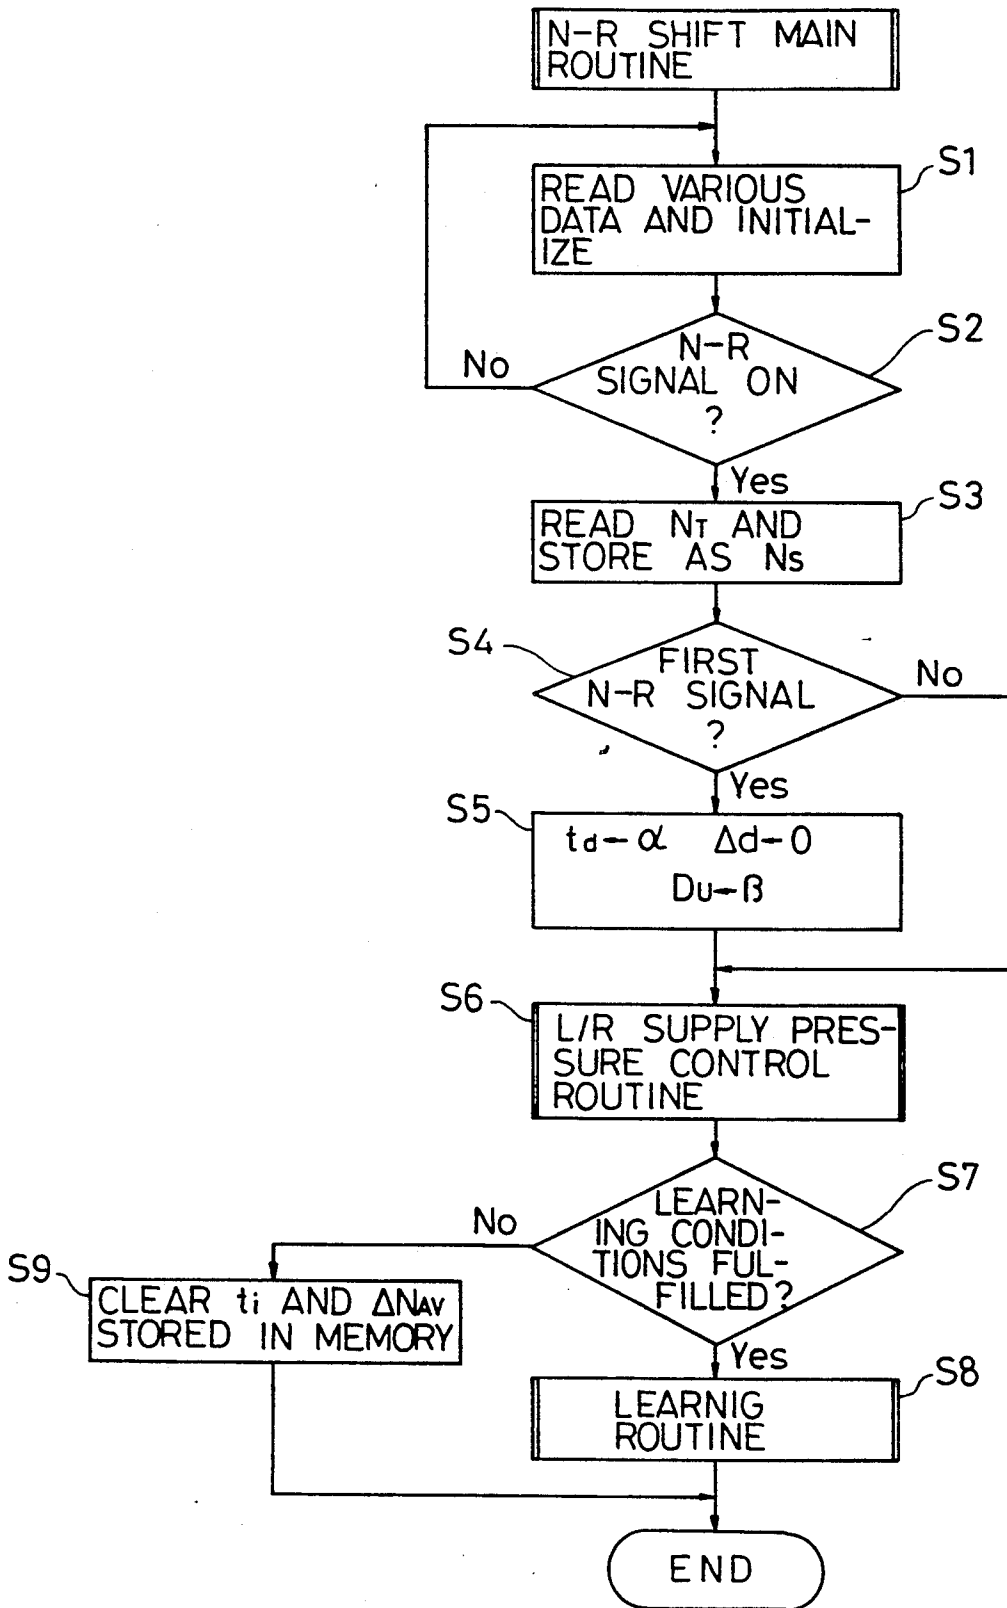 N-R SHIFT MAIN
ROUTINE
S1
READ VARIOUS
DATA AND INITIAL-
IZE
S2
N-R
SIGNAL ON
?
No
Yes
S3
READ NT AND
STORE AS NS
S4
FIRST
N-R SIGNAL
?
No
Yes
S5
td←α Δd←0
Du←β
S6
L/R SUPPLY PRES-
SURE CONTROL
ROUTINE
S7
LEARN-
ING CONDI-
TIONS FUL-
FILLED?
No
Yes
S9
CLEAR ti AND ΔNAV
STORED IN MEMORY
S8
LEARNIG
ROUTINE
END